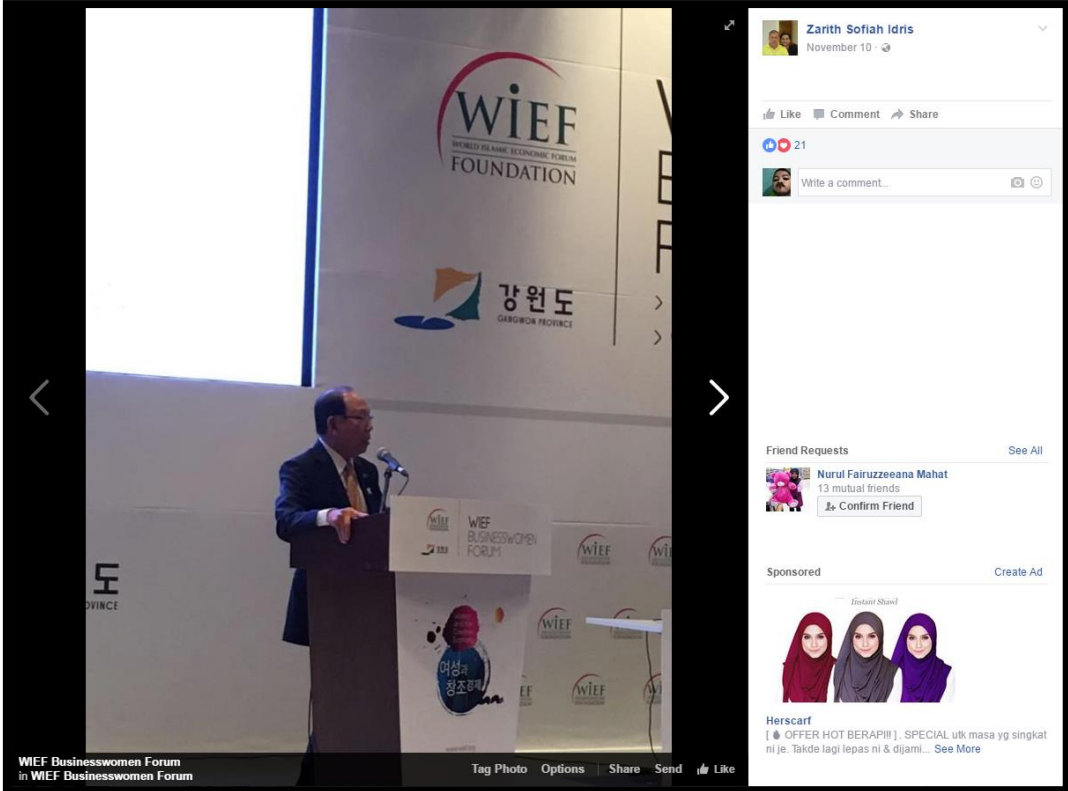 WiEF
WORLD ISLAMIC ECONOMIC FORUM
FOUNDATION
강원도
GANGWON PROVINCE
도
OVINCE
WiEF
WIEF
BUSINESSWOMEN
FORUM
WiEF
WiEF
WiEF
여성과
창조경제
WiEF
WIEF Businesswomen Forum
in WIEF Businesswomen Forum
Tag Photo Options Share Send Like
Zarith Sofiah Idris
November 10
Like Comment Share
21
Write a comment...
Friend Requests See All
Nurul Fairuzzeeana Mahat
13 mutual friends
Confirm Friend
Sponsored Create Ad
Instant Shawl
Herscarf
[ OFFER HOT BERAPI!! ] . SPECIAL utk masa yg singkat
ni je. Takde lagi lepas ni & dijami... See More